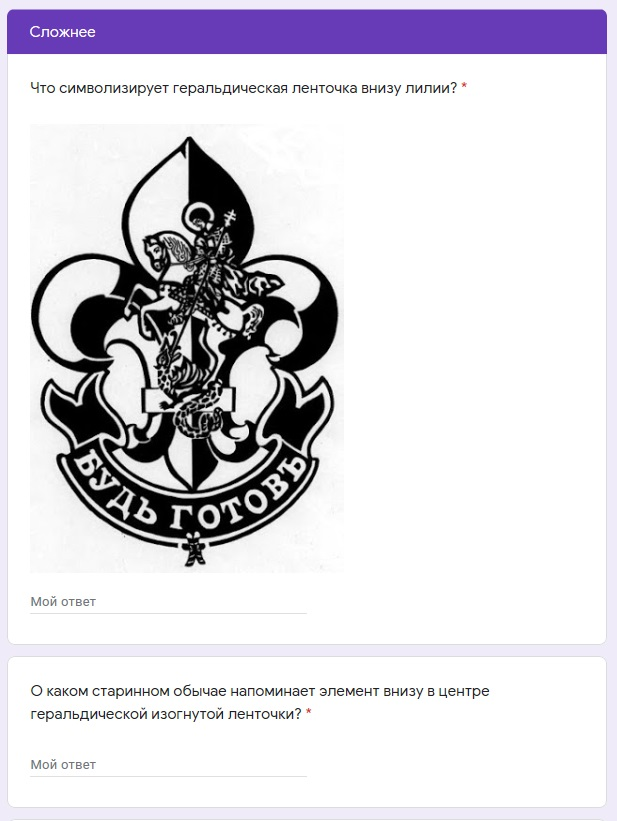 Сложнее
Что символизирует геральдическая ленточка внизу лилии? *
БУДЬ ГОТОВЪ
Мой ответ
О каком старинном обычае напоминает элемент внизу в центре
геральдической изогнутой ленточки? *
Мой ответ